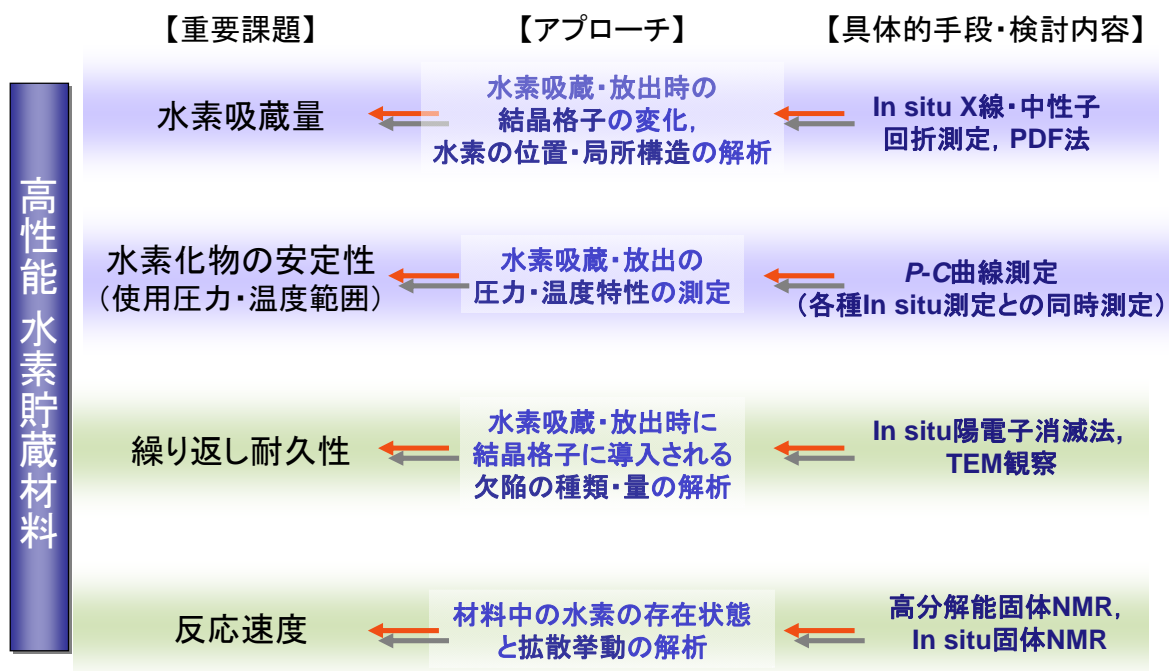 【重要課題】
【アプローチ】
【具体的手段・検討内容】
高性能 水素貯蔵材料
水素吸蔵量
水素吸蔵・放出時の
結晶格子の変化,
水素の位置・局所構造の解析
In situ X線・中性子
回折測定, PDF法
水素化物の安定性
（使用圧力・温度範囲）
水素吸蔵・放出の
圧力・温度特性の測定
P-C曲線測定
（各種In situ測定との同時測定）
繰り返し耐久性
水素吸蔵・放出時に
結晶格子に導入される
欠陥の種類・量の解析
In situ陽電子消滅法,
TEM観察
反応速度
材料中の水素の存在状態
と拡散挙動の解析
高分解能固体NMR,
In situ固体NMR